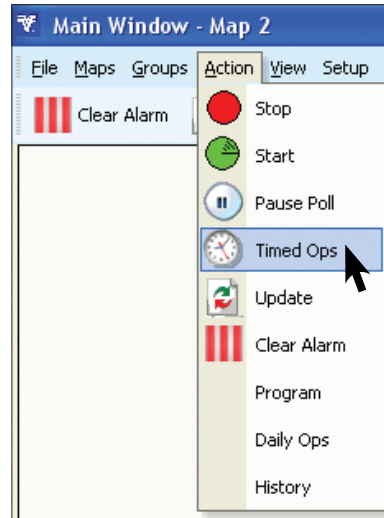 Main Window - Map 2
File Maps Groups Action View Setup
Clear Alarm
Stop
Start
Pause Poll
Timed Ops
Update
Clear Alarm
Program
Daily Ops
History